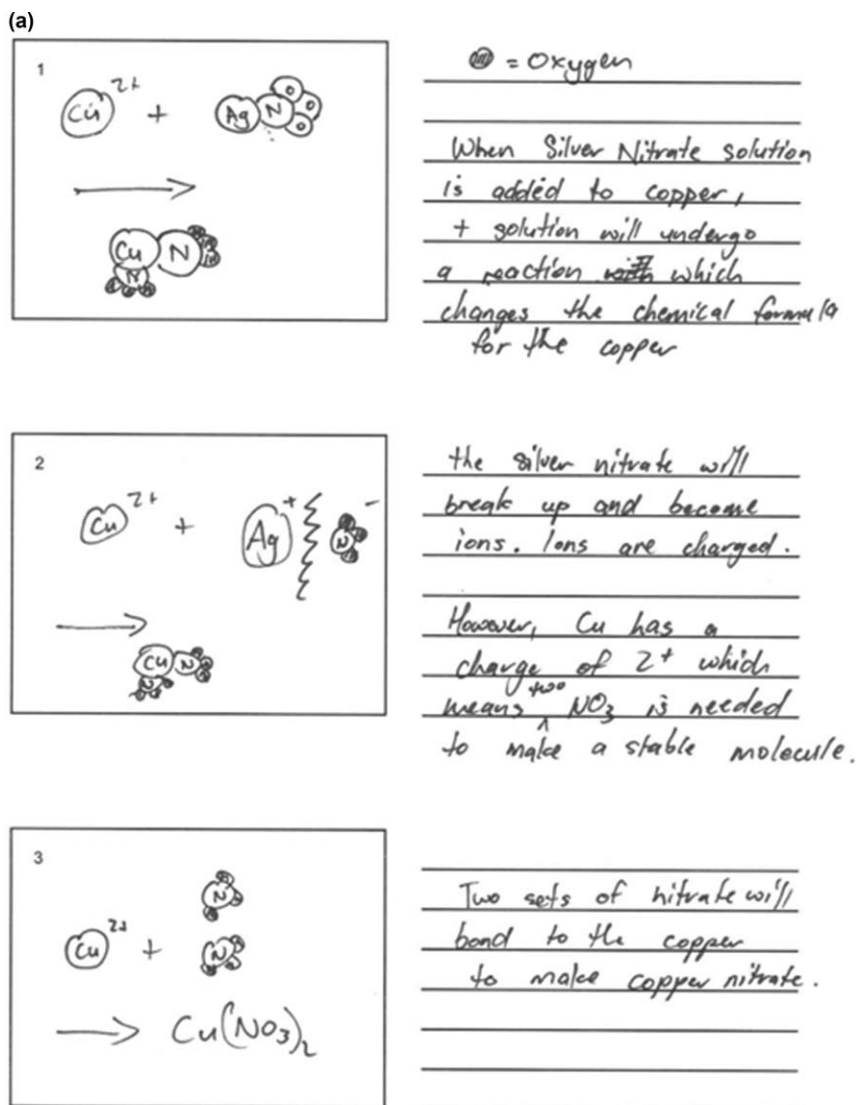 (a)
1
Cu 2+ + Ag N O O O
→
Cu N
N
= Oxygen
When Silver Nitrate solution
is added to copper,
+ solution will undergo
a reaction with which
changes the chemical formula
for the copper
2
Cu 2+ + Ag + N -
→
Cu N
N
the silver nitrate will
break up and become
ions. Ions are charged.
However, Cu has a
charge of 2+ which
means two NO3 is needed
to make a stable molecule.
3
N
Cu 2+ +
N
→ Cu(NO3)2
Two sets of nitrate will
bond to the copper
to make copper nitrate.